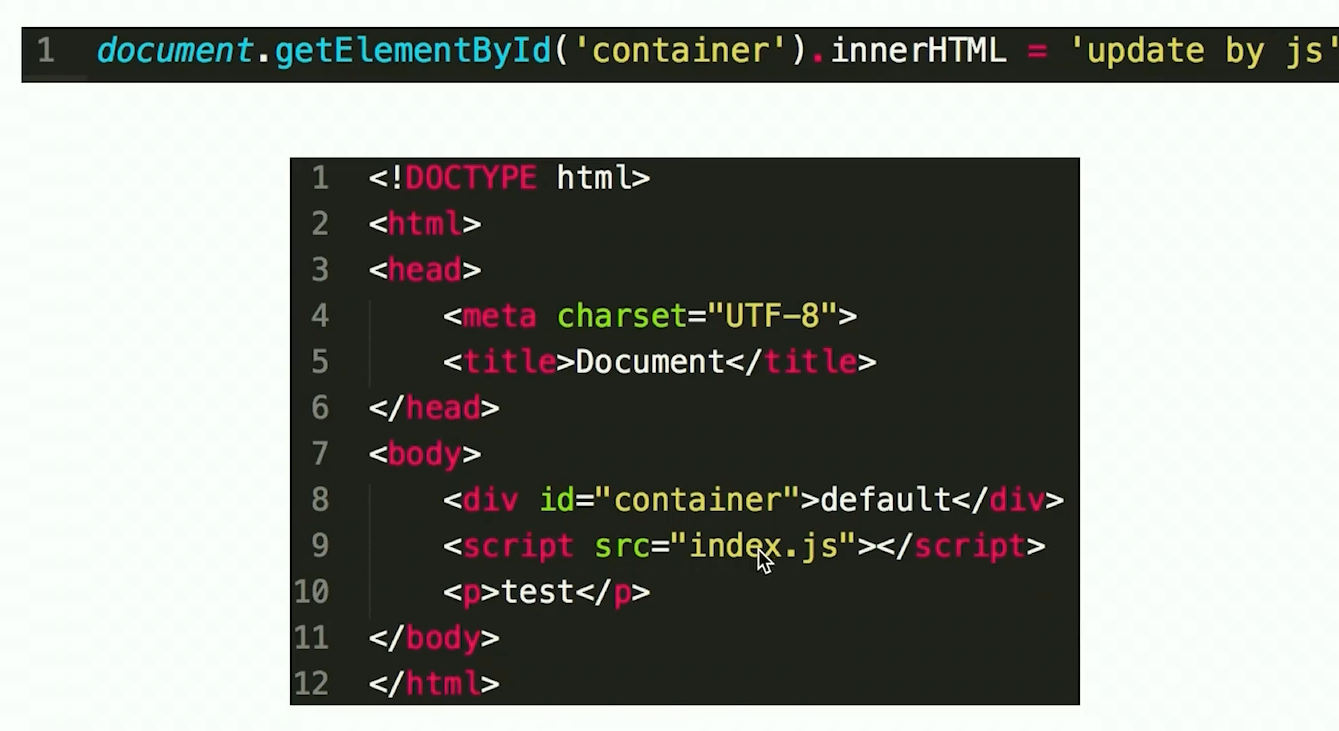 1 document.getElementById('container').innerHTML = 'update by js'
1 <!DOCTYPE html>
2 <html>
3 <head>
4     <meta charset="UTF-8">
5     <title>Document</title>
6 </head>
7 <body>
8     <div id="container">default</div>
9     <script src="index.js"></script>
10     <p>test</p>
11 </body>
12 </html>